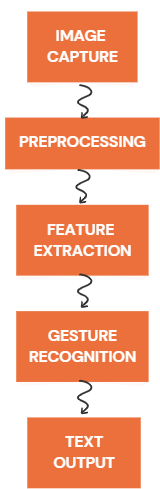 IMAGE
CAPTURE
PREPROCESSING
FEATURE
EXTRACTION
GESTURE
RECOGNITION
TEXT
OUTPUT